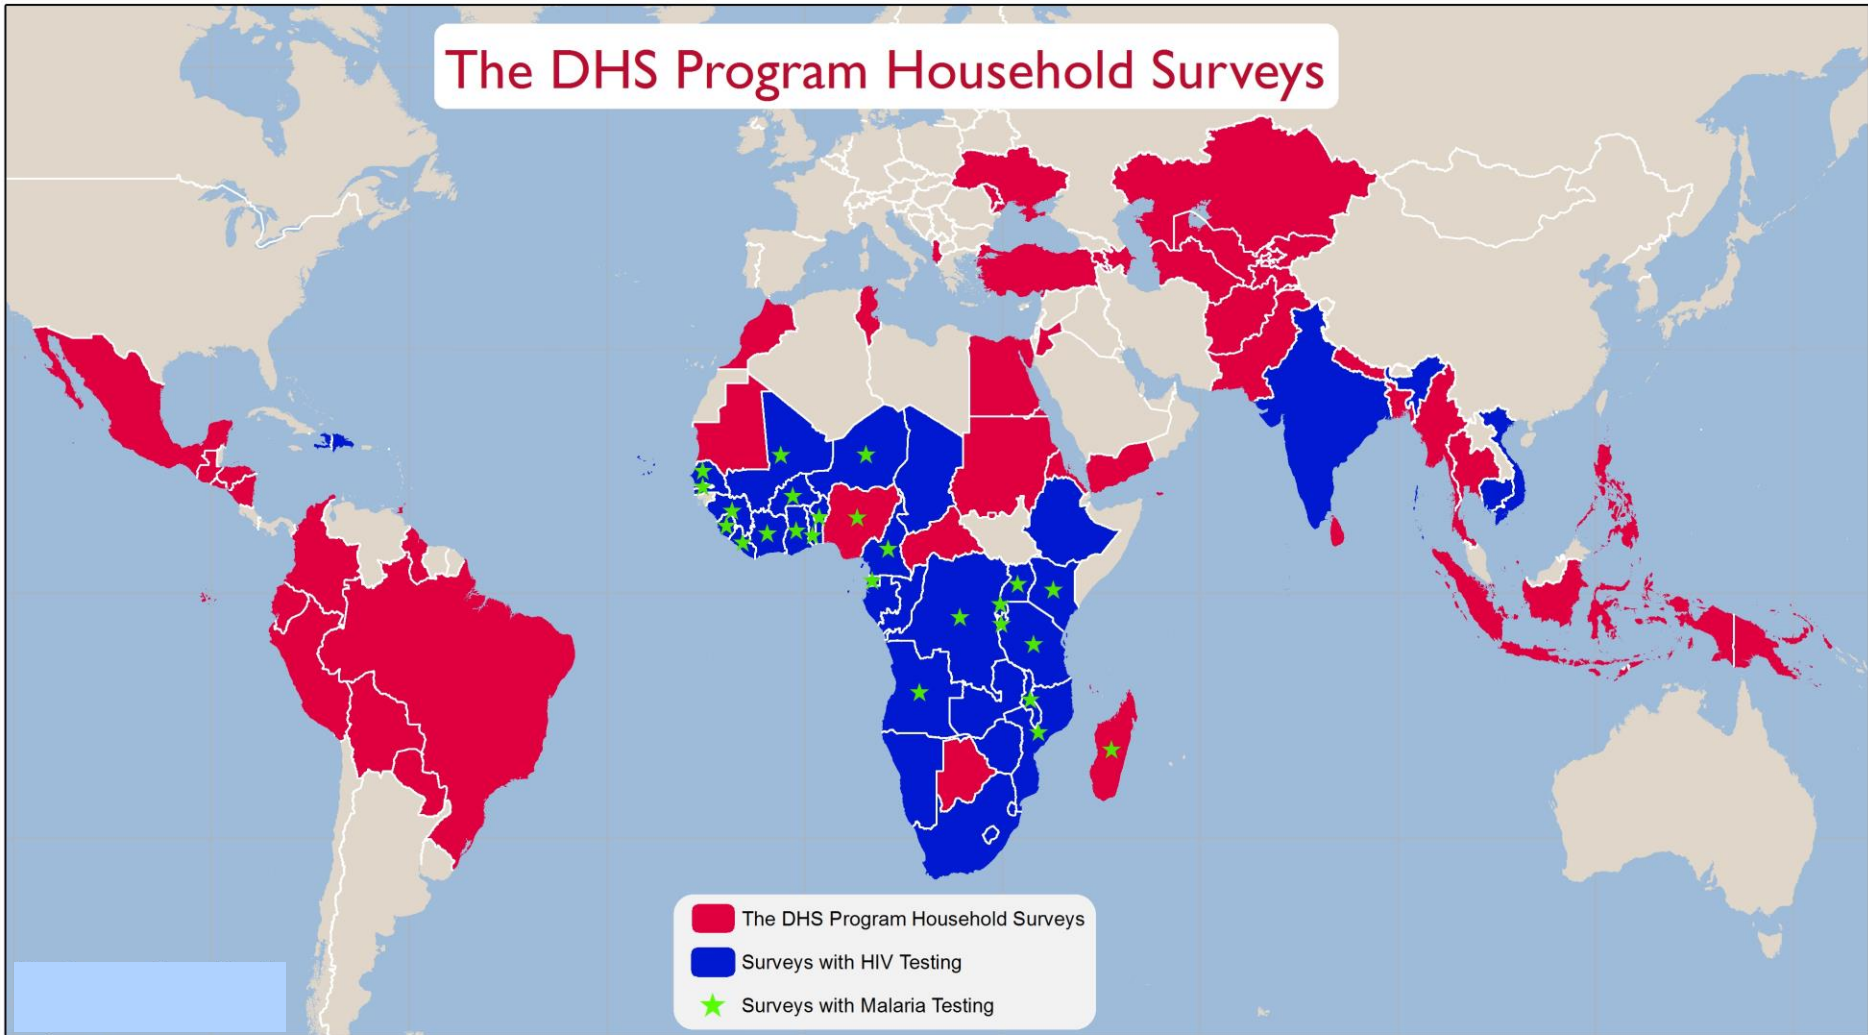 The DHS Program Household Surveys
The DHS Program Household Surveys
Surveys with HIV Testing
Surveys with Malaria Testing